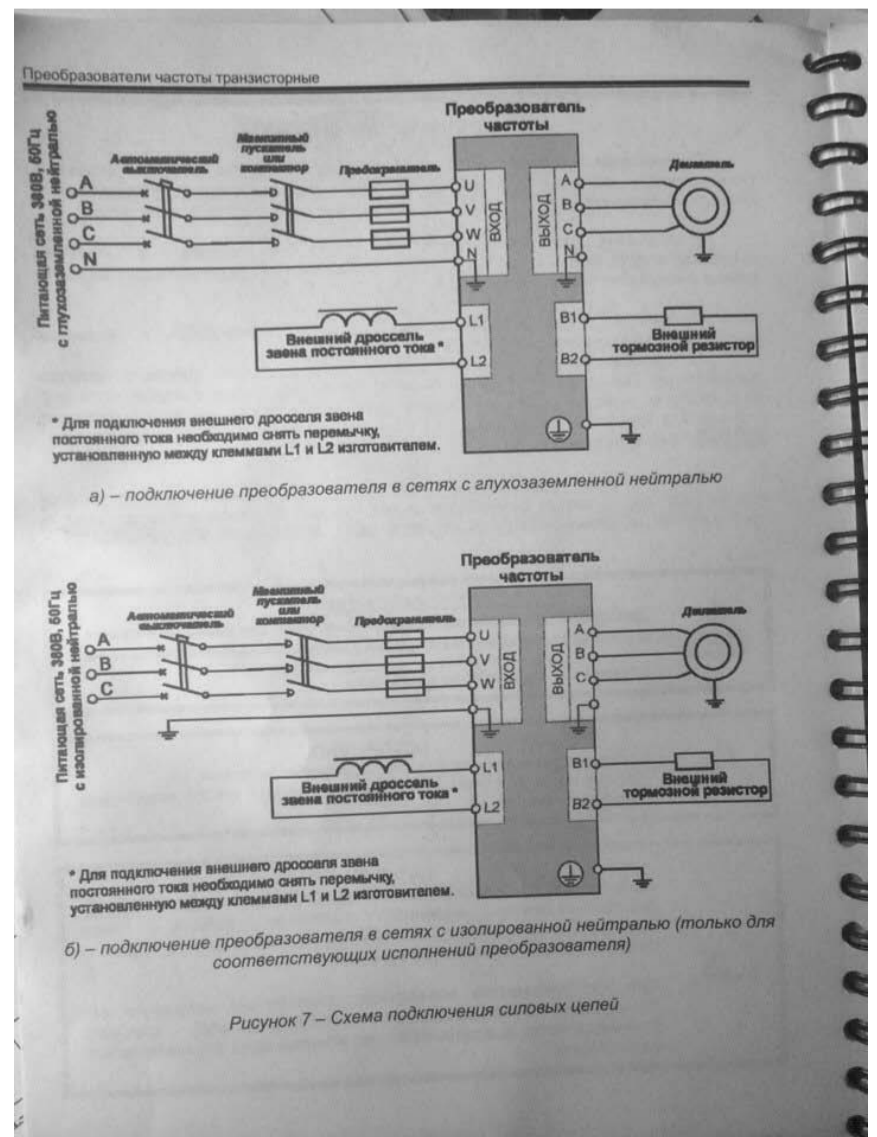 Преобразователи частоты транзисторные
Преобразователь
частоты
Питающая сеть 380В, 50Гц
с глухозаземленной нейтралью
Автоматический
выключатель
Магнитный
пускатель
или
контактор
Предохранитель
Двигатель
A
B
C
N
U
V
W
N
ВХОД
ВЫХОД
A
B
C
N
L1
L2
Внешний дроссель
звена постоянного тока *
B1
B2
Внешний
тормозной резистор
* Для подключения внешнего дросселя звена
постоянного тока необходимо снять перемычку,
установленную между клеммами L1 и L2 изготовителем.
а) – подключение преобразователя в сетях с глухозаземленной нейтралью
Преобразователь
частоты
Питающая сеть 380В, 50Гц
с изолированной нейтралью
Автоматический
выключатель
Магнитный
пускатель
или
контактор
Предохранитель
Двигатель
A
B
C
U
V
W
ВХОД
ВЫХОД
A
B
C
L1
L2
Внешний дроссель
звена постоянного тока *
B1
B2
Внешний
тормозной резистор
* Для подключения внешнего дросселя звена
постоянного тока необходимо снять перемычку,
установленную между клеммами L1 и L2 изготовителем.
б) – подключение преобразователя в сетях с изолированной нейтралью (только для
соответствующих исполнений преобразователя)
Рисунок 7 – Схема подключения силовых цепей